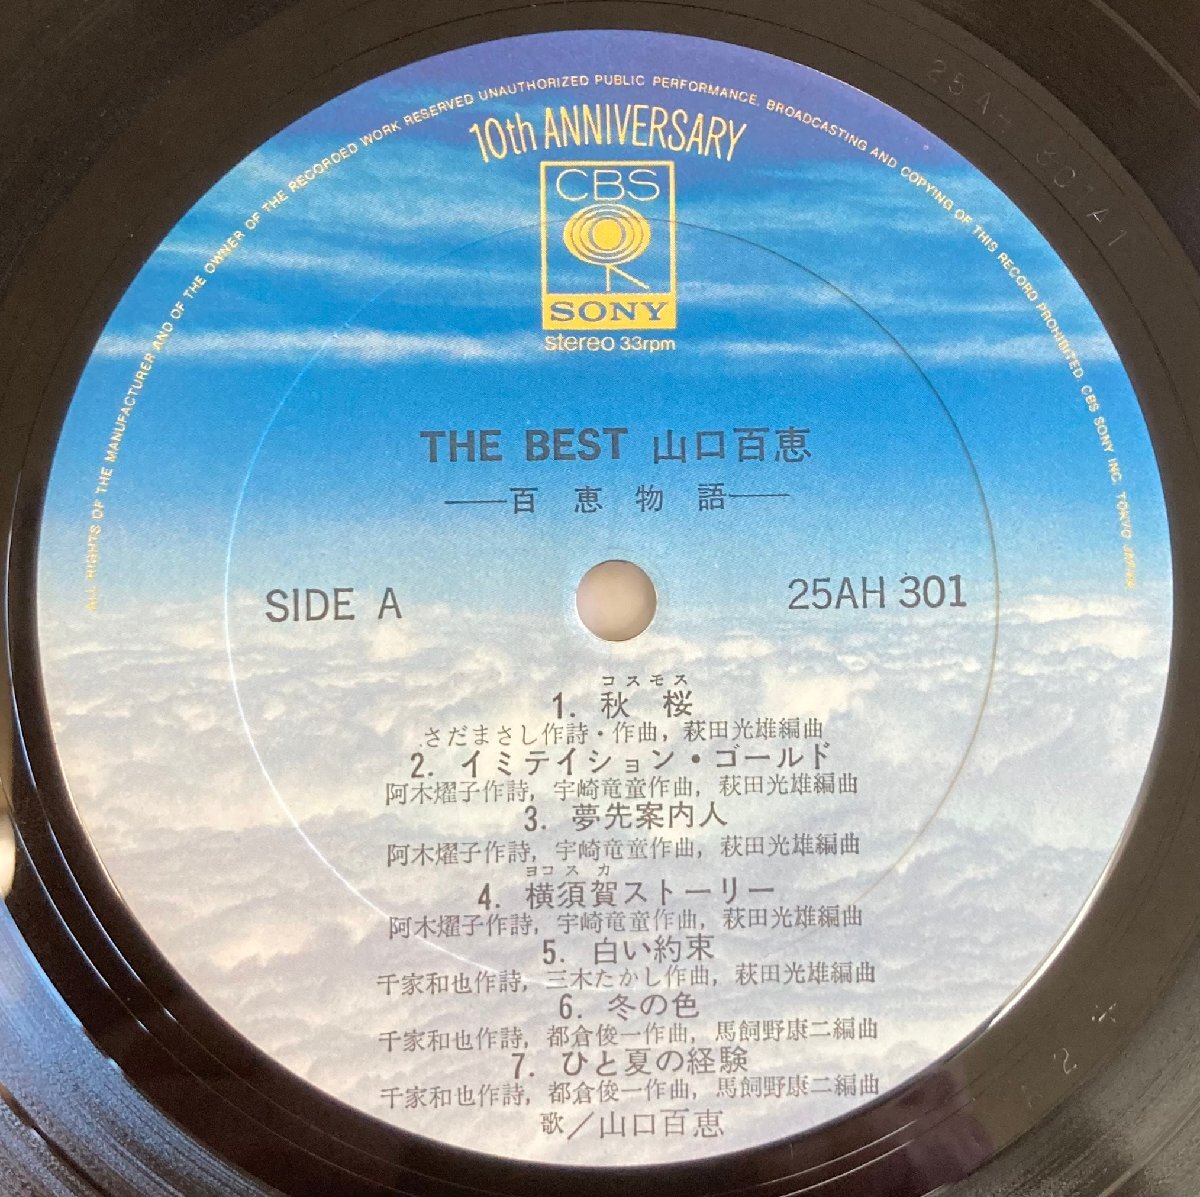 ALL RIGHTS OF THE MANUFACTURER AND OF THE OWNER OF THE RECORDED WORK RESERVED UNAUTHORIZED PUBLIC PERFORMANCE, BROADCASTING AND COPYING OF THIS RECORD PROHIBITED CBS SONY INC. TOKYO JAPAN
10th ANNIVERSARY
CBS
SONY
stereo 33rpm
THE BEST 山口百恵
——百恵物語——
SIDE A
25AH 301
コスモス
1. 秋桜
さだまさし作詩・作曲, 萩田光雄編曲
2. イミテイション・ゴールド
阿木燿子作詩, 宇崎竜童作曲, 萩田光雄編曲
3. 夢先案内人
阿木燿子作詩, 宇崎竜童作曲, 萩田光雄編曲
ヨコスカ
4. 横須賀ストーリー
阿木燿子作詩, 宇崎竜童作曲, 萩田光雄編曲
5. 白い約束
千家和也作詩, 三木たかし作曲, 萩田光雄編曲
6. 冬の色
千家和也作詩, 都倉俊一作曲, 馬飼野康二編曲
7. ひと夏の経験
千家和也作詩, 都倉俊一作曲, 馬飼野康二編曲
歌／山口百恵